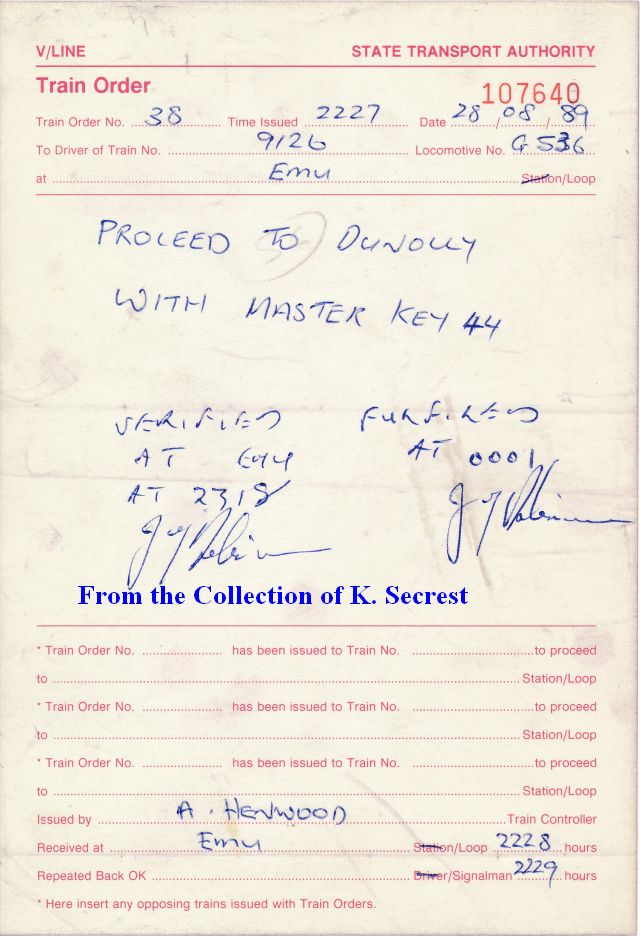 V/LINE STATE TRANSPORT AUTHORITY
Train Order
107640
Train Order No. 38 Time Issued 2227 Date 28/08/89
To Driver of Train No. 9126 Locomotive No. G 536
at Emu Station/Loop
PROCEED TO DUNOLLY
WITH MASTER KEY 44
VERIFIED FULFILLED
AT EMU AT 0001
AT 2318
From the Collection of K. Secrest
* Train Order No. has been issued to Train No. to proceed
to Station/Loop
* Train Order No. has been issued to Train No. to proceed
to Station/Loop
* Train Order No. has been issued to Train No. to proceed
to Station/Loop
Issued by A. HENWOOD Train Controller
Received at Emu Station/Loop 2228 hours
Repeated Back OK Driver/Signalman 2229 hours
* Here insert any opposing trains issued with Train Orders.